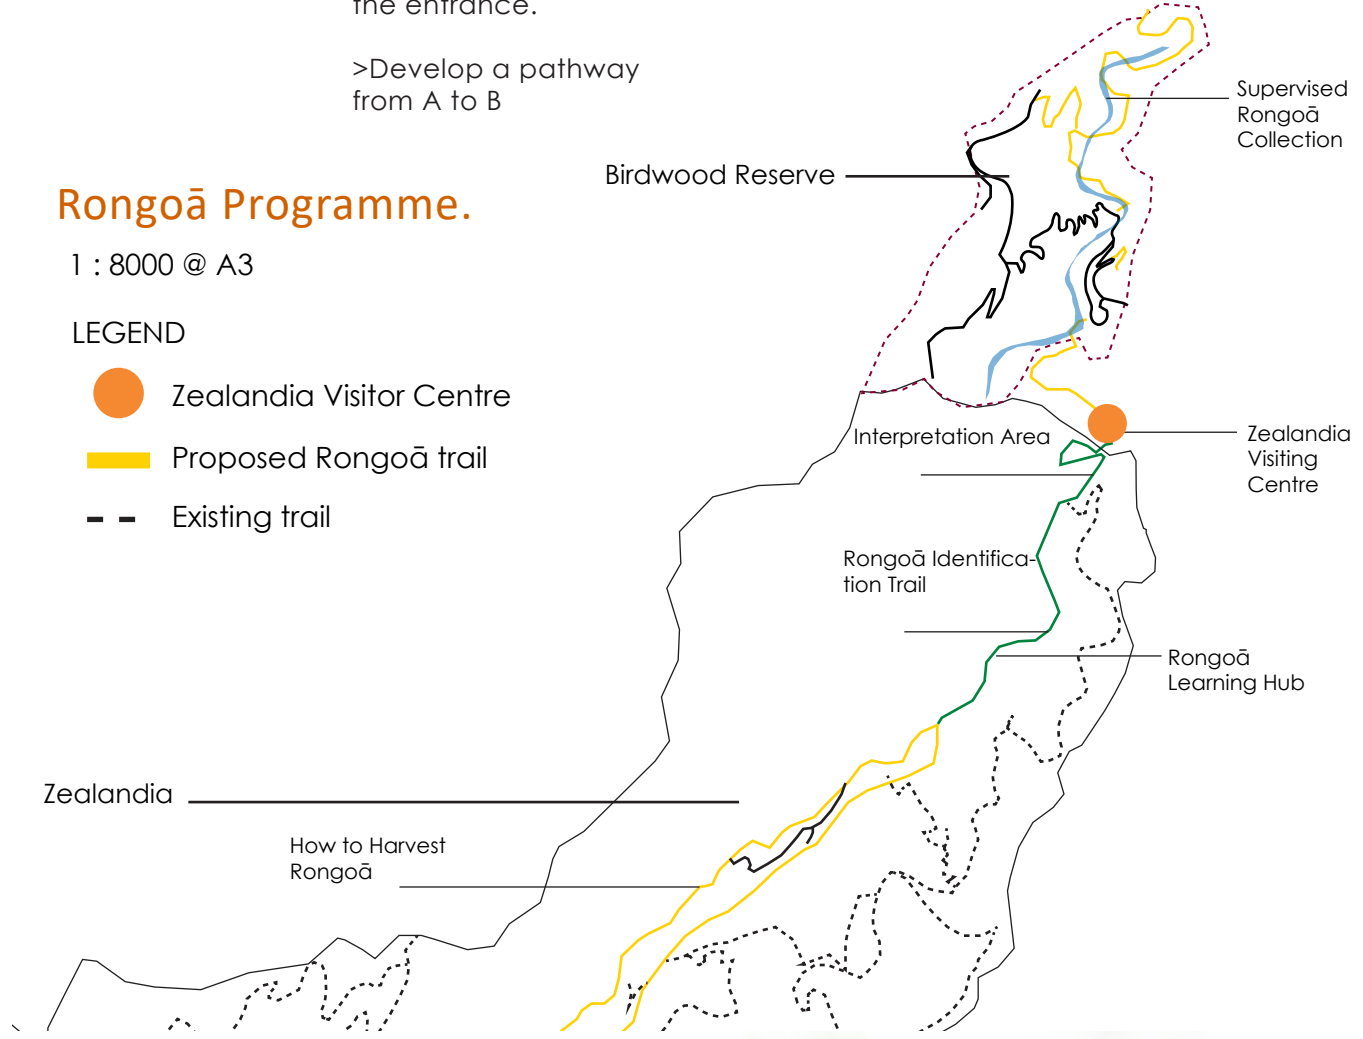 the entrance.
>Develop a pathway
from A to B
Rongoā Programme.
1 : 8000 @ A3
LEGEND
Zealandia Visitor Centre
Proposed Rongoā trail
Existing trail
Supervised
Rongoā
Collection
Birdwood Reserve
Interpretation Area
Zealandia
Visiting
Centre
Rongoā Identifica-
tion Trail
Rongoā
Learning Hub
Zealandia
How to Harvest
Rongoā